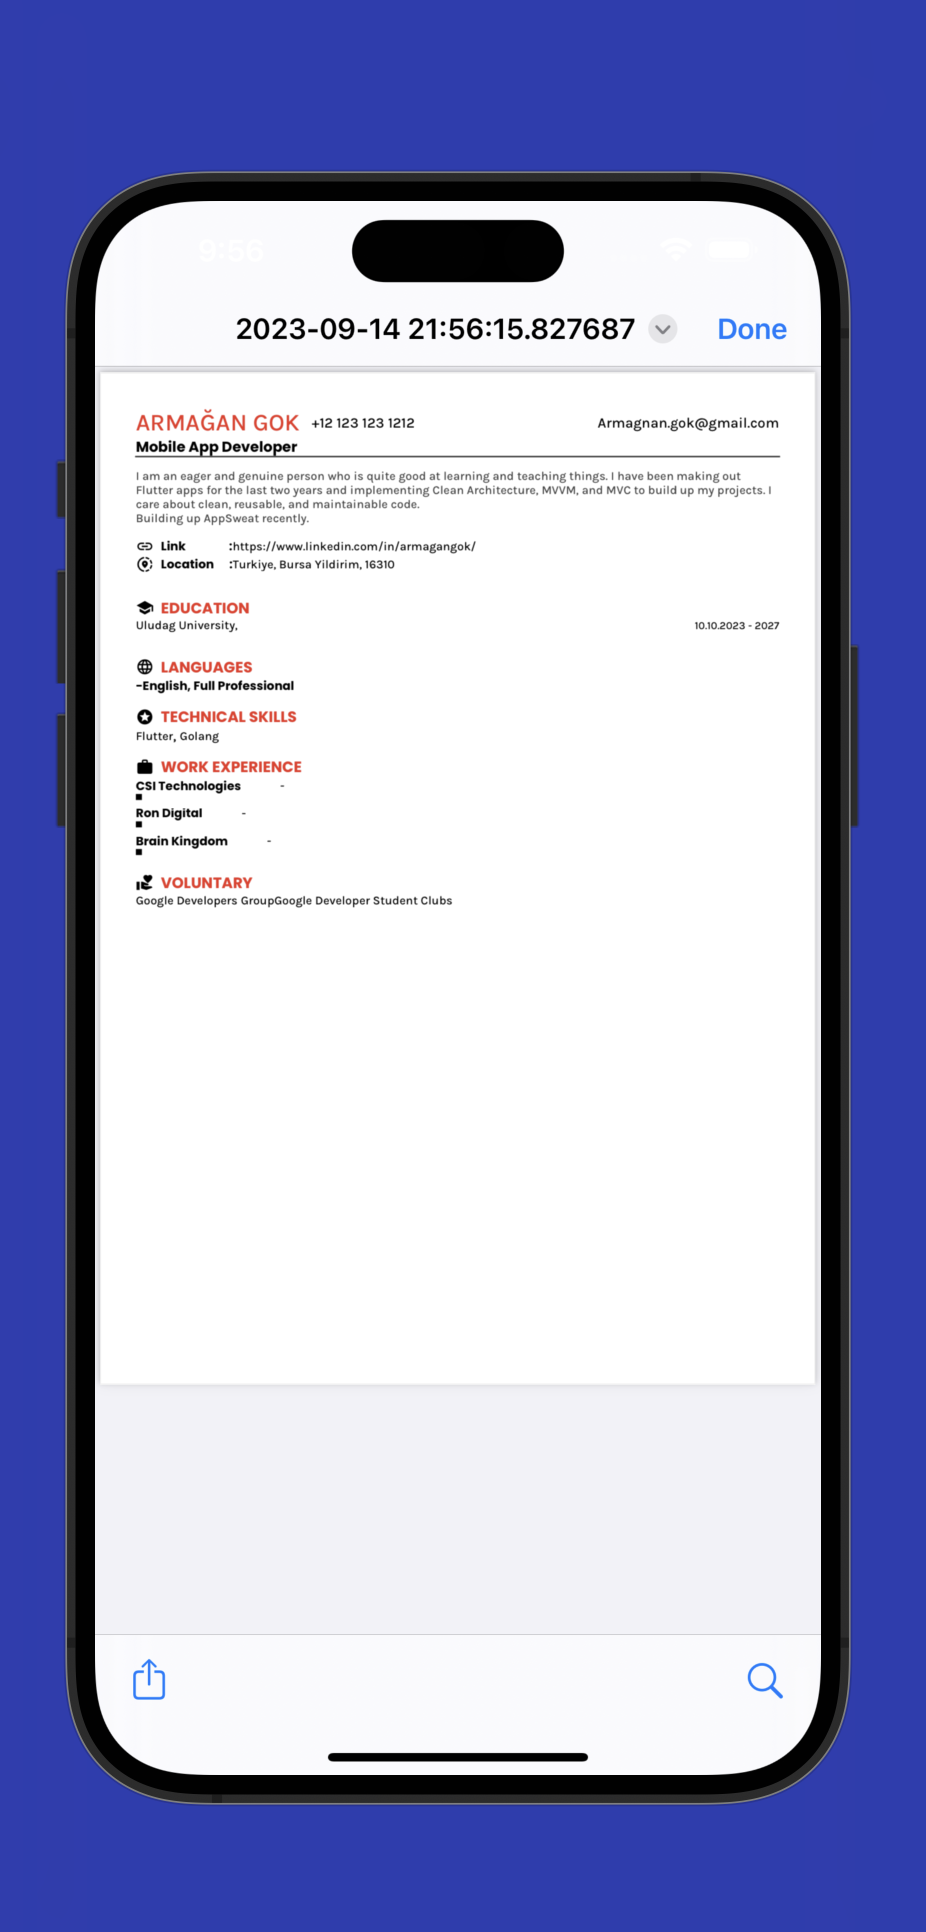 9:56
2023-09-14 21:56:15.827687
Done
ARMAĞAN GOK +12 123 123 1212 Armagnan.gok@gmail.com
Mobile App Developer
I am an eager and genuine person who is quite good at learning and teaching things. I have been making out
Flutter apps for the last two years and implementing Clean Architecture, MVVM, and MVC to build up my projects. I
care about clean, reusable, and maintainable code.
Building up AppSweat recently.
Link :https://www.linkedin.com/in/armagangok/
Location :Turkiye, Bursa Yildirim, 16310
EDUCATION
Uludag University, 10.10.2023 - 2027
LANGUAGES
-English, Full Professional
TECHNICAL SKILLS
Flutter, Golang
WORK EXPERIENCE
CSI Technologies -
Ron Digital -
Brain Kingdom -
VOLUNTARY
Google Developers GroupGoogle Developer Student Clubs